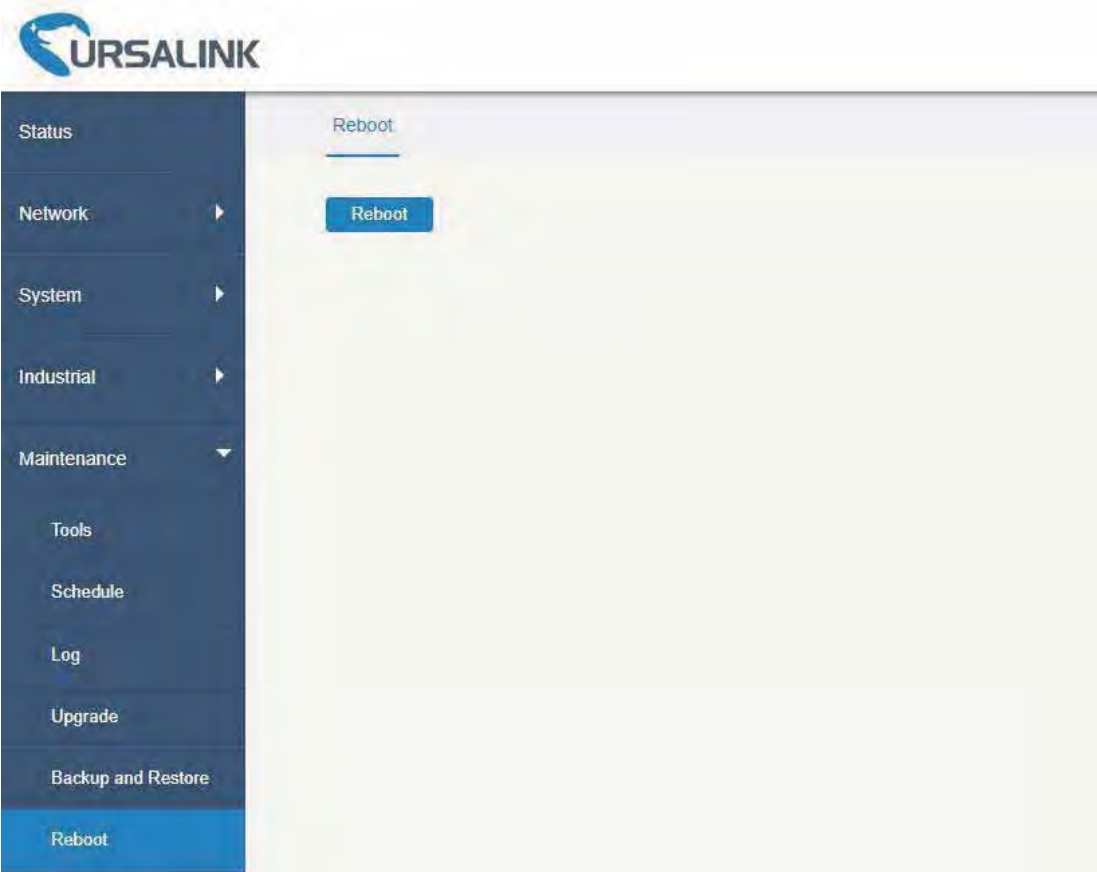 URSALINK
Status
Network
System
Industrial
Maintenance
Tools
Schedule
Log
Upgrade
Backup and Restore
Reboot
Reboot
Reboot